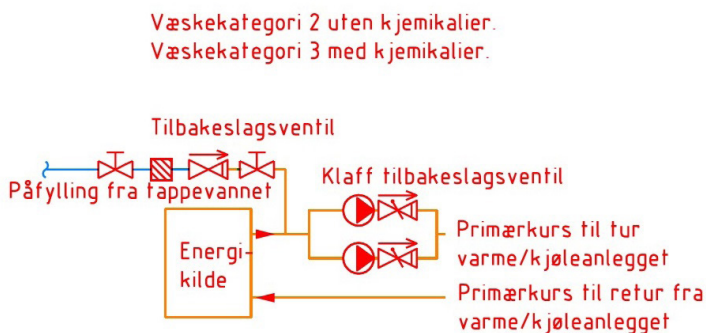 Væskekategori 2 uten kjemikalier.
Væskekategori 3 med kjemikalier.
Tilbakeslagsventil
Påfylling fra tappevannet
Klaff tilbakeslagsventil
Energi-
kilde
Primærkurs til tur
varme/kjøleanlegget
Primærkurs til retur fra
varme/kjøleanlegget